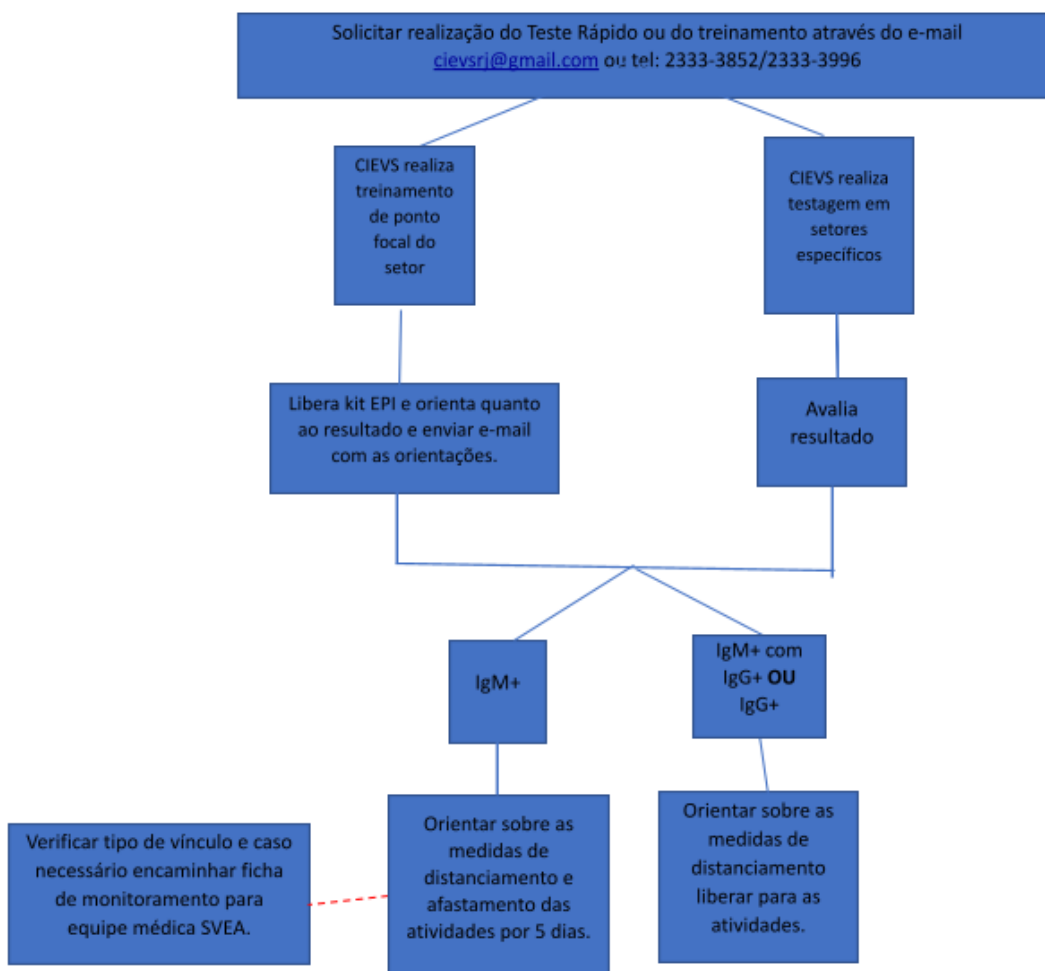 Solicitar realização do Teste Rápido ou do treinamento através do e-mail
cievsrj@gmail.com ou tel: 2333-3852/2333-3996
CIEVS realiza
treinamento
de ponto
focal do
setor
CIEVS realiza
testagem em
setores
específicos
Libera kit EPI e orienta quanto
ao resultado e enviar e-mail
com as orientações.
Avalia
resultado
IgM+
IgM+ com
IgG+ OU
IgG+
Verificar tipo de vínculo e caso
necessário encaminhar ficha
de monitoramento para
equipe médica SVEA.
Orientar sobre as
medidas de
distanciamento e
afastamento das
atividades por 5 dias.
Orientar sobre as
medidas de
distanciamento
liberar para as
atividades.